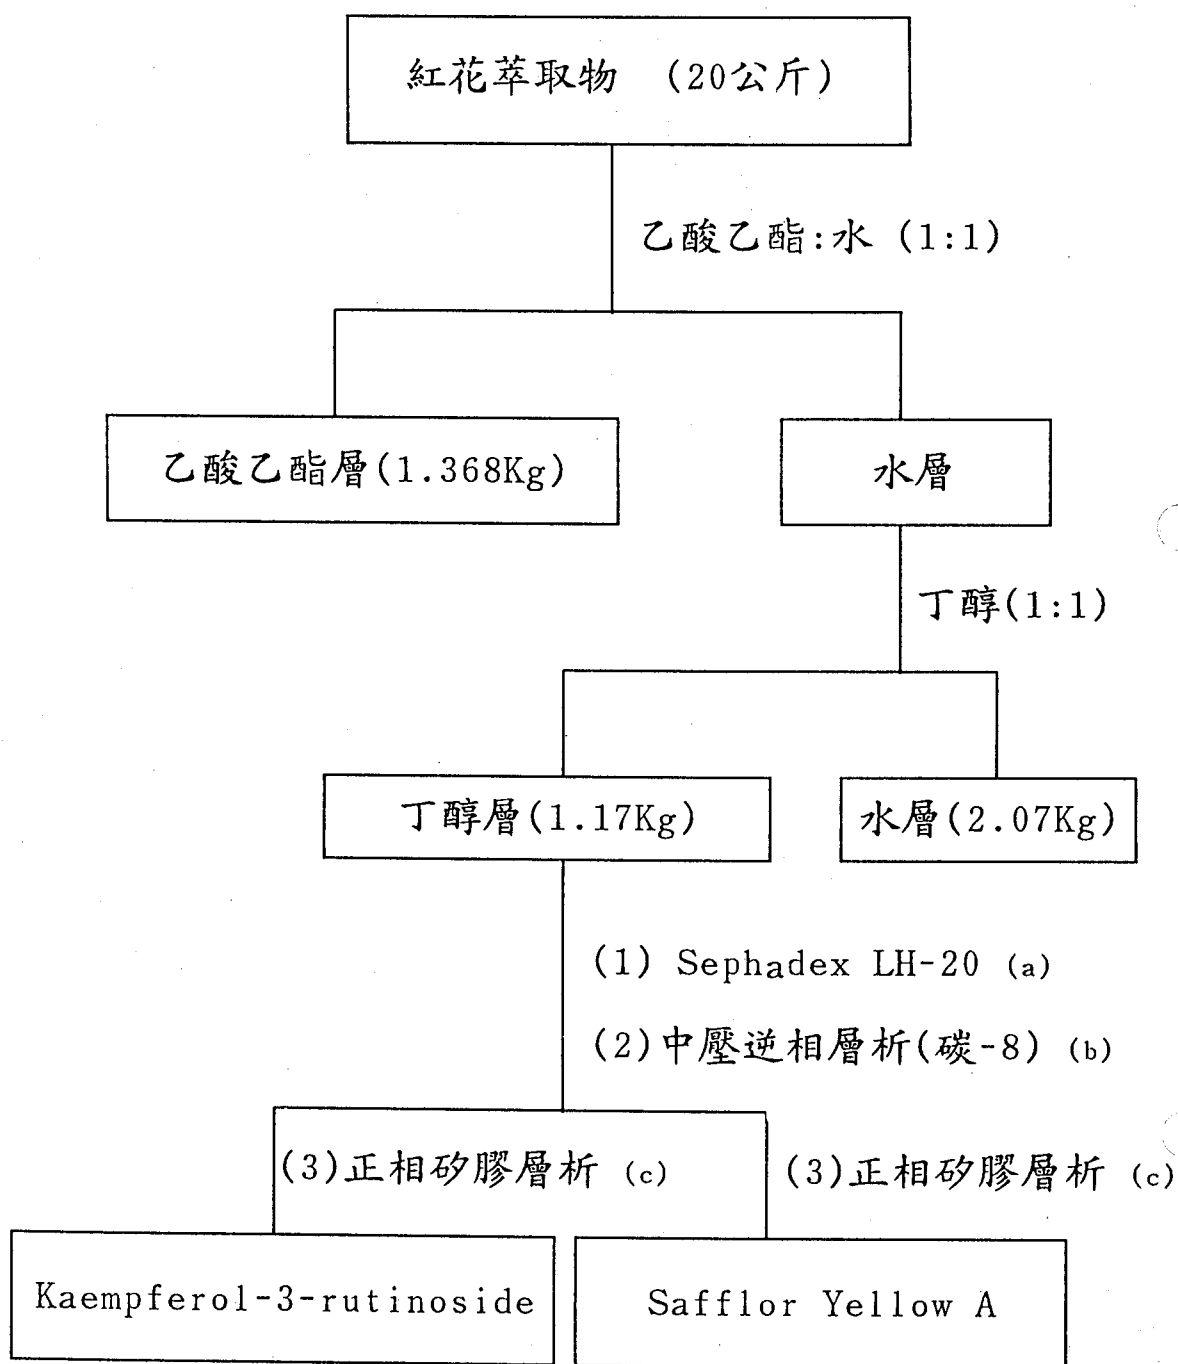 紅花萃取物 (20公斤)
乙酸乙酯:水 (1:1)
乙酸乙酯層(1.368Kg)
水層
丁醇(1:1)
丁醇層(1.17Kg)
水層(2.07Kg)
(1) Sephadex LH-20 (a)
(2)中壓逆相層析(碳-8) (b)
(3)正相矽膠層析 (c)
(3)正相矽膠層析 (c)
Kaempferol-3-rutinoside
Safflor Yellow A